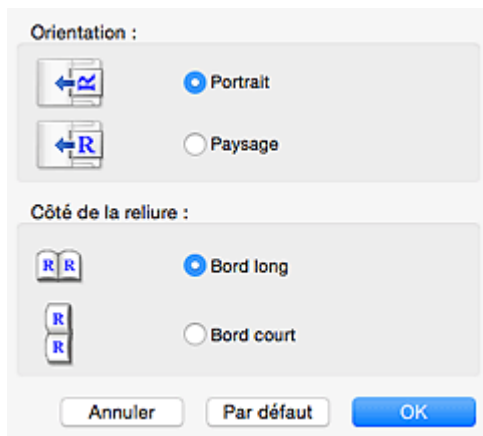 Orientation :
R
Portrait
R
Paysage
Côté de la reliure :
R R
Bord long
R
R
Bord court
Annuler
Par défaut
OK